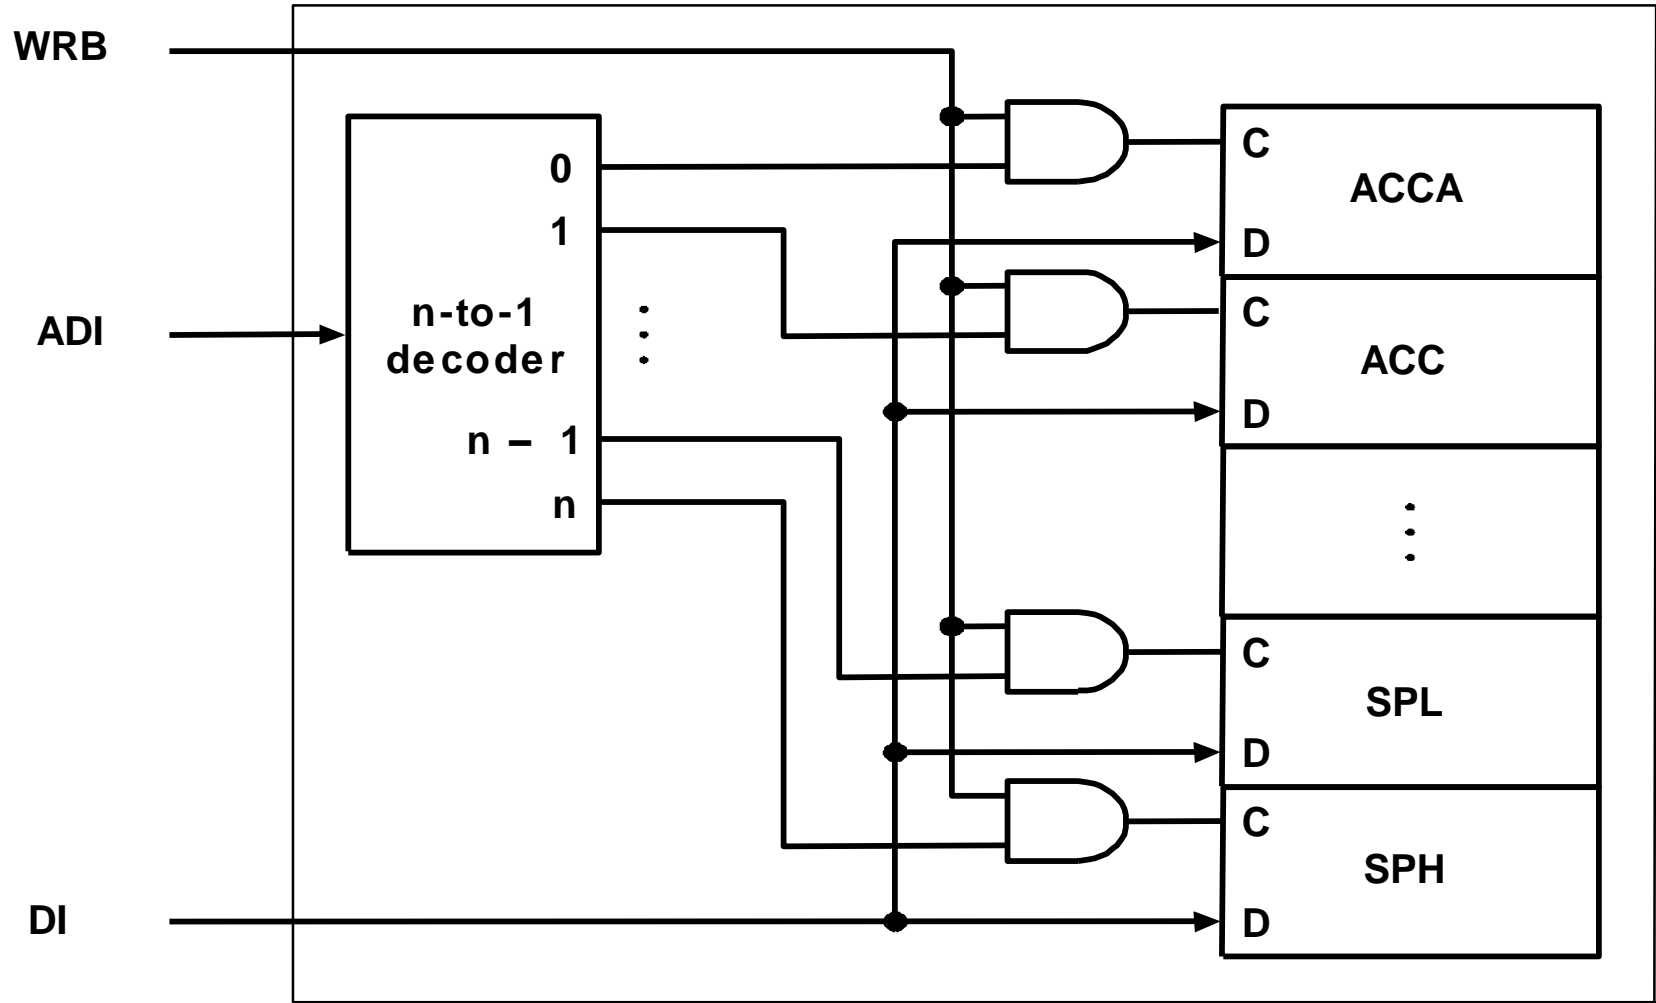 WRB
ADI
DI
0
1
n-to-1
decoder
n – 1
n
C
ACCA
D
C
ACC
D
C
SPL
D
C
SPH
D